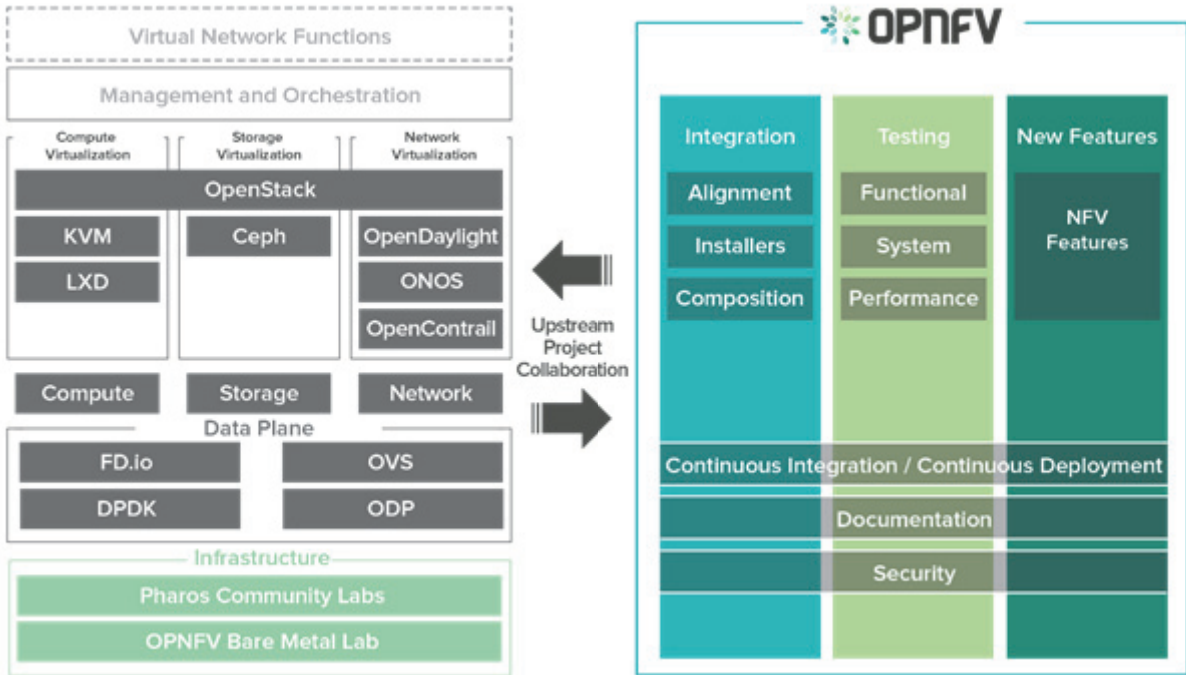 Virtual Network Functions
Management and Orchestration
Compute
Virtualization
Storage
Virtualization
Network
Virtualization
OpenStack
KVM
Ceph
OpenDaylight
LXD
ONOS
OpenContrail
Compute
Storage
Network
Data Plane
FD.io
OVS
DPDK
ODP
Infrastructure
Pharos Community Labs
OPNFV Bare Metal Lab
Upstream
Project
Collaboration
OPNFV
Integration
Testing
New Features
Alignment
Functional
NFV
Features
Installers
System
Composition
Performance
Continuous Integration / Continuous Deployment
Documentation
Security